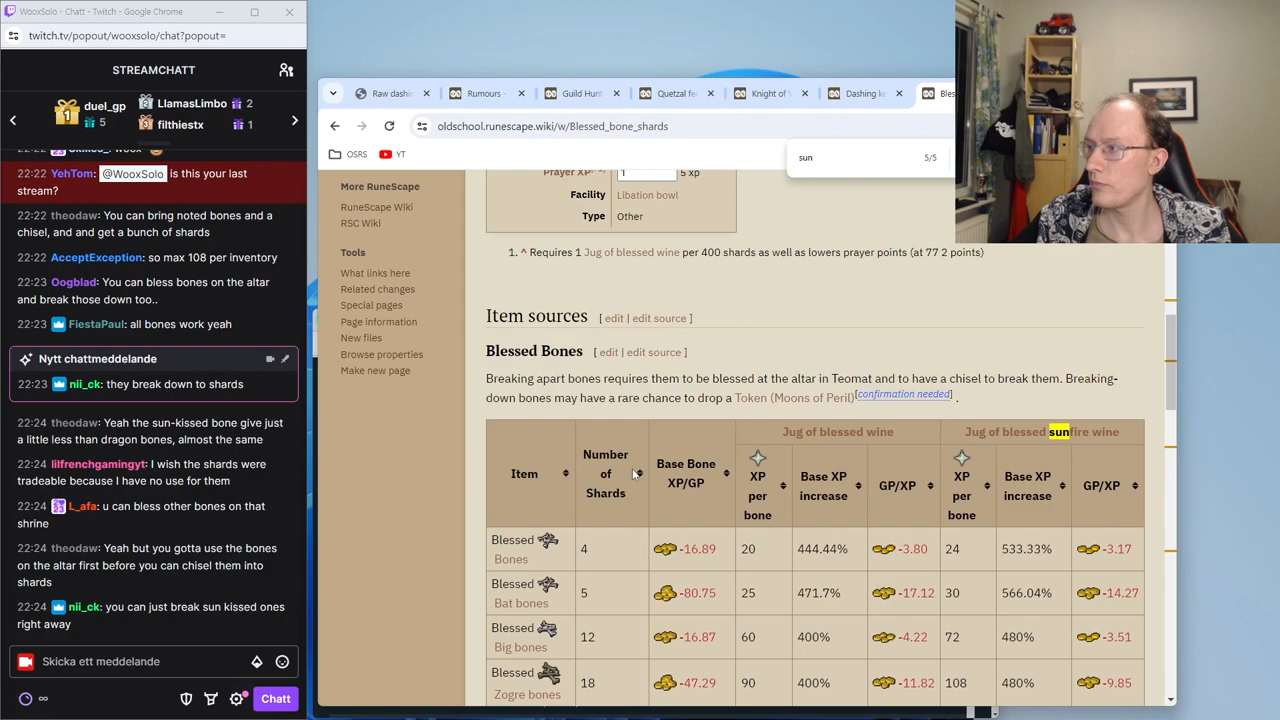 WooxSolo - Chatt - Twitch - Google Chrome
twitch.tv/popout/wooxsolo/chat?popout=
STREAMCHATT
1 duel_gp
5
2 LlamasLimbo 2
3 filthiestx 1
YehTom: @WooxSolo is this your last
stream?
22:22
22:22 theodaw: You can bring noted bones and a
chisel, and and get a bunch of shards
22:22 AcceptException: so max 108 per inventory
22:23 Oogblad: You can bless bones on the altar
and break those down too..
22:23 FiestaPaul: all bones work yeah
Nytt chattmeddelande
22:23 nii_ck: they break down to shards
22:24 theodaw: Yeah the sun-kissed bone give just
a little less than dragon bones, almost the same
22:24 lilfrenchgamingyt: I wish the shards were
tradeable because I have no use for them
22:24 L_afa: u can bless other bones on that
shrine
22:24 theodaw: Yeah but you gotta use the bones
on the altar first before you can chisel them into
shards
22:24 nii_ck: you can just break sun kissed ones
right away
Skicka ett meddelande
∞
Chatt
Raw dashin
Rumours -
Guild Hunt
Quetzal fee
Knight of V
Dashing ke
Bles
oldschool.runescape.wiki/w/Blessed_bone_shards
OSRS
YT
sun
5/5
More RuneScape
RuneScape Wiki
RSC Wiki
Tools
What links here
Related changes
Special pages
Page information
View files
Browse properties
Make new page
Prayer XP
1
5 xp
Facility
Libation bowl
Type
Other
1. ^ Requires 1 Jug of blessed wine per 400 shards as well as lowers prayer points (at 77 2 points)
Item sources [ edit | edit source ]
Blessed Bones [ edit | edit source ]
Breaking apart bones requires them to be blessed at the altar in Teomat and to have a chisel to break them. Breaking-
down bones may have a rare chance to drop a Token (Moons of Peril)[confirmation needed] .
Jug of blessed wine
Jug of blessed sunfire wine
Item
Number of Shards
Base Bone XP/GP
XP per bone
Base XP increase
GP/XP
XP per bone
Base XP increase
GP/XP
Blessed Bones 4 -16.89 20 444.44% -3.80 24 533.33% -3.17
Blessed Bat bones 5 -80.75 25 471.7% -17.12 30 566.04% -14.27
Blessed Big bones 12 -16.87 60 400% -4.22 72 480% -3.51
Blessed Zogre bones 18 -47.29 90 400% -11.82 108 480% -9.85